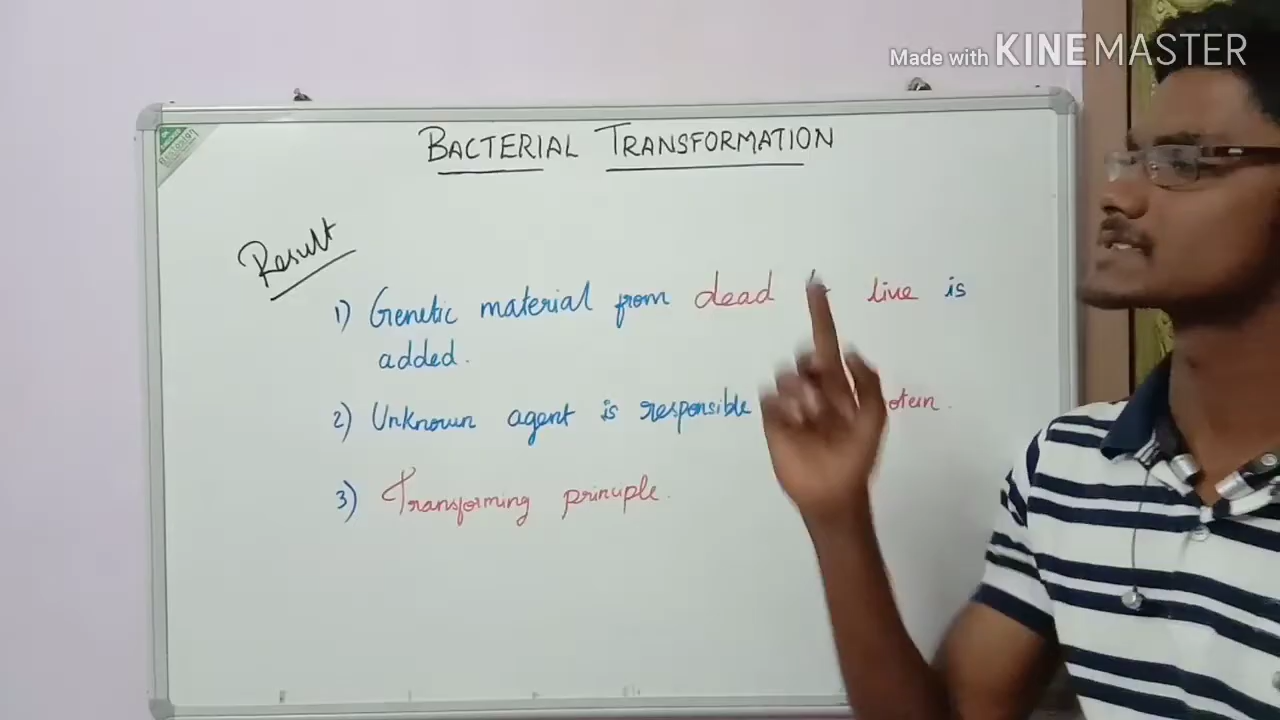 Made with KINEMASTER
BACTERIAL TRANSFORMATION
Result
1) Genetic material from dead live is
added.
2) Unknown agent is responsible
3) Transforming principle.